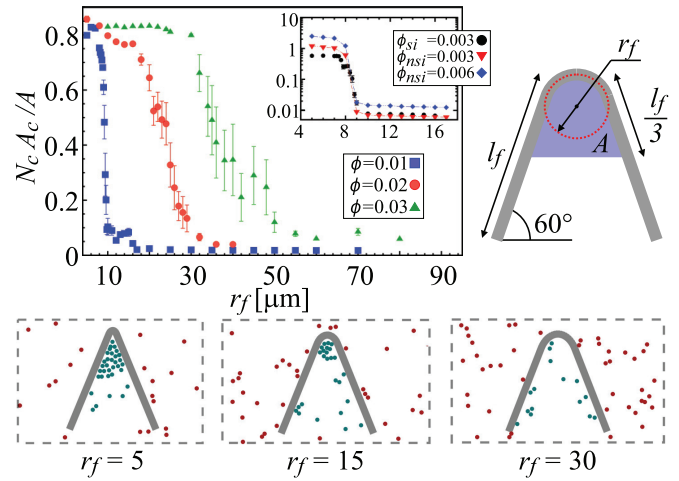 N_c A_c/A
0.8
0.6
0.4
0.2
0
10
30
50
70
90
r_f [μm]
5
1
0.1
0.01
4
8
12
16
ϕ_si=0.003
ϕ_nsi=0.003
ϕ_nsi=0.006
ϕ=0.01
ϕ=0.02
ϕ=0.03
r_f
l_f
l_f/3
A
60°
r_f = 5
r_f = 15
r_f = 30